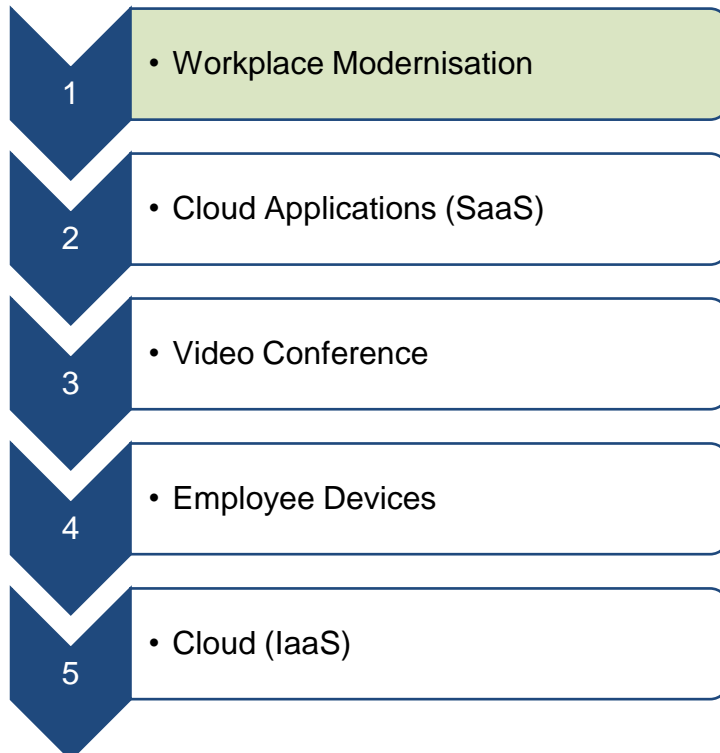 1
• Workplace Modernisation
2
• Cloud Applications (SaaS)
3
• Video Conference
4
• Employee Devices
5
• Cloud (IaaS)